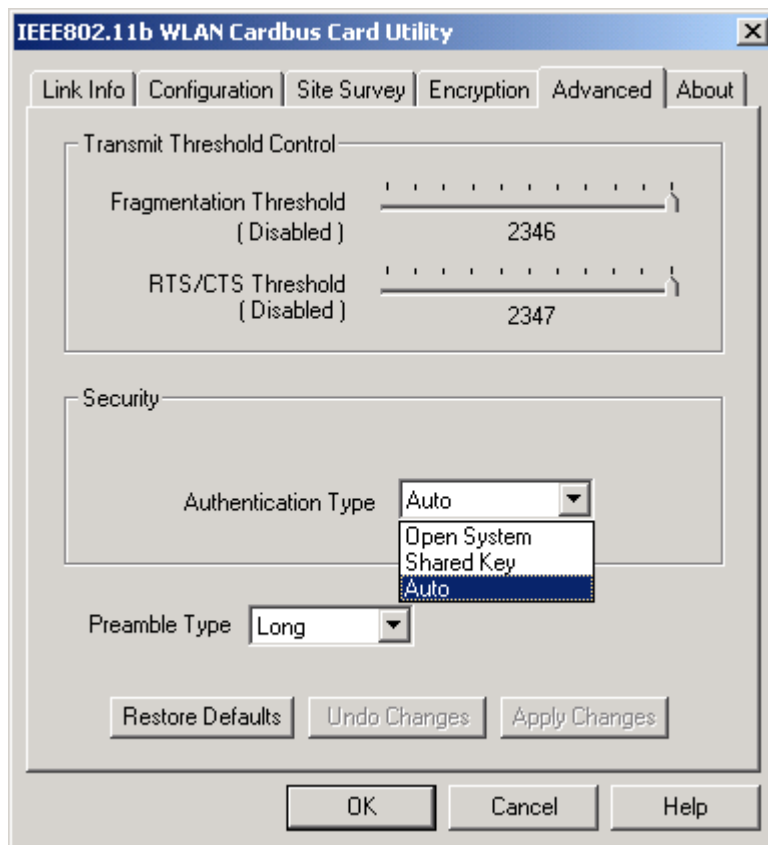 IEEE802.11b WLAN Cardbus Card Utility
Link Info Configuration Site Survey Encryption Advanced About
Transmit Threshold Control
Fragmentation Threshold
( Disabled )
2346
RTS/CTS Threshold
( Disabled )
2347
Security
Authentication Type Auto
Open System
Shared Key
Auto
Preamble Type Long
Restore Defaults Undo Changes Apply Changes
OK Cancel Help